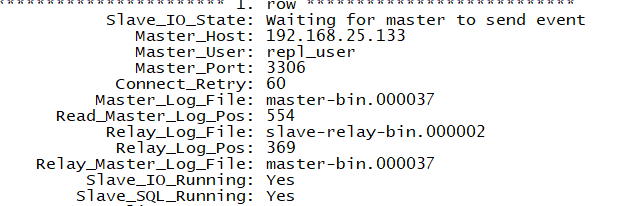 ************************* 1. row ***************************
Slave_IO_State: Waiting for master to send event
Master_Host: 192.168.25.133
Master_User: repl_user
Master_Port: 3306
Connect_Retry: 60
Master_Log_File: master-bin.000037
Read_Master_Log_Pos: 554
Relay_Log_File: slave-relay-bin.000002
Relay_Log_Pos: 369
Relay_Master_Log_File: master-bin.000037
Slave_IO_Running: Yes
Slave_SQL_Running: Yes